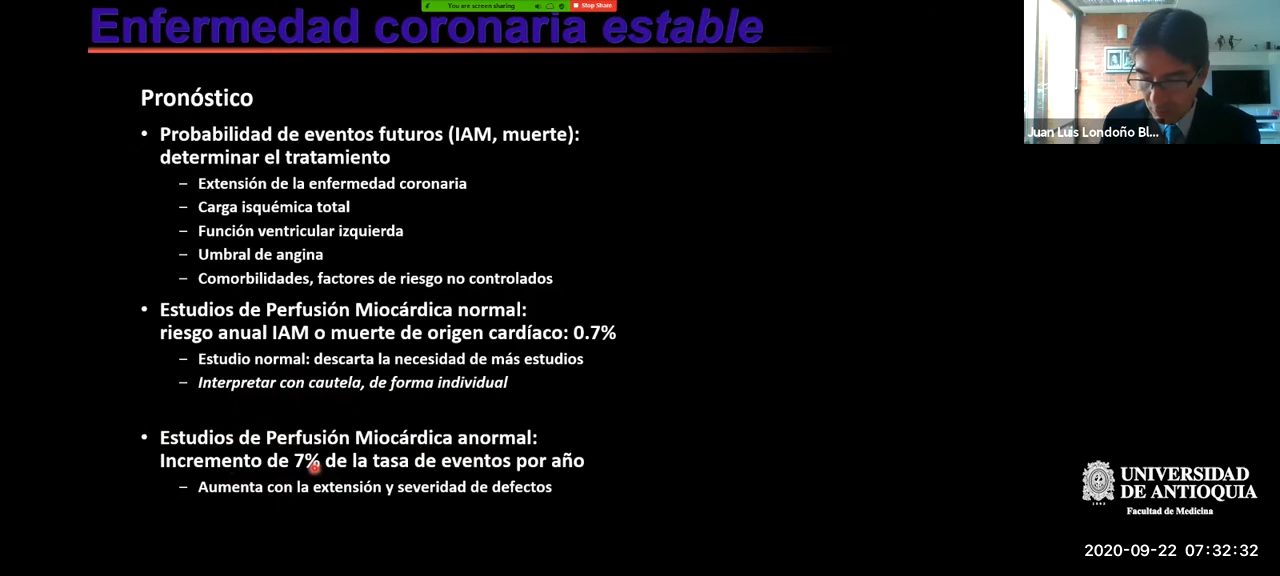 You are screen sharing
Stop Share
Enfermedad coronaria estable
Juan Luis Londoño Bl...
Pronóstico
• Probabilidad de eventos futuros (IAM, muerte):
determinar el tratamiento
– Extensión de la enfermedad coronaria
– Carga isquémica total
– Función ventricular izquierda
– Umbral de angina
– Comorbilidades, factores de riesgo no controlados
• Estudios de Perfusión Miocárdica normal:
riesgo anual IAM o muerte de origen cardíaco: 0.7%
– Estudio normal: descarta la necesidad de más estudios
– Interpretar con cautela, de forma individual
• Estudios de Perfusión Miocárdica anormal:
Incremento de 7% de la tasa de eventos por año
– Aumenta con la extensión y severidad de defectos
UNIVERSIDAD
DE ANTIOQUIA
1803
Facultad de Medicina
2020-09-22 07:32:32